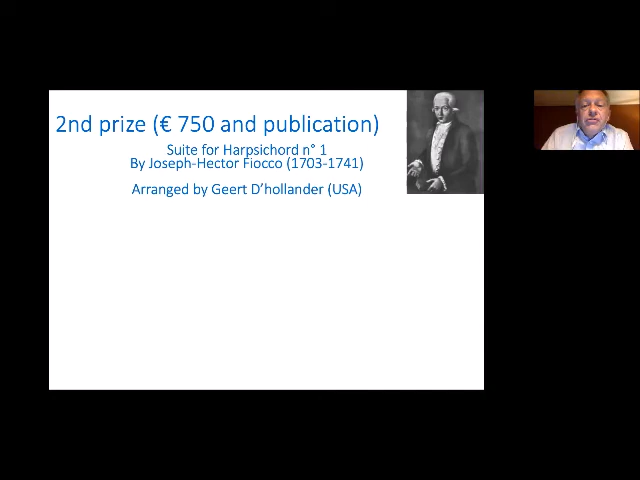 2nd prize (€ 750 and publication)
Suite for Harpsichord n° 1
By Joseph-Hector Fiocco (1703-1741)
Arranged by Geert D’hollander (USA)